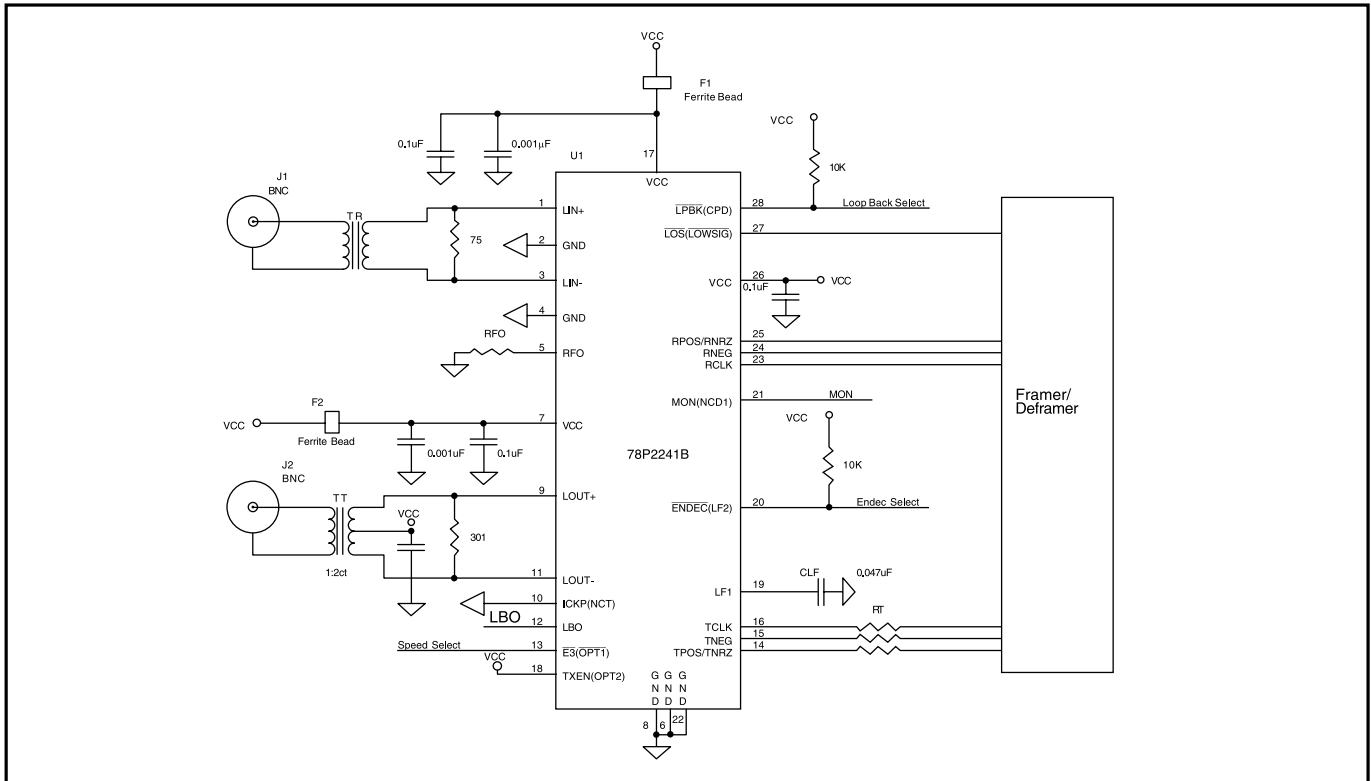 VCC
F1
Ferrite Bead
VCC
0.1uF
0.001µF
U1
17
VCC
10K
J1
BNC
TR
1
LIN+
LPBK(CPD)
28
Loop Back Select
75
2
GND
LOS(LOWSIG)
27
3
LIN-
VCC
26
VCC
0.1uF
4
GND
RFO
5
RFO
RPOS/RNRZ
25
RNEG
24
RCLK
23
Framer/
Deframer
MON(NCD1)
21
MON
F2
VCC
Ferrite Bead
7
VCC
VCC
0.001uF
0.1uF
78P2241B
10K
J2
BNC
TT
9
LOUT+
ENDEC(LF2)
20
Endec Select
VCC
301
1:2ct
11
LOUT-
CLF
0.047uF
LF1
19
10
ICKP(NCT)
LBO
12
LBO
RT
TCLK
16
TNEG
15
TPOS/TNRZ
14
Speed Select
13
E3(OPT1)
VCC
18
TXEN(OPT2)
GND
GND
GND
8
6
22